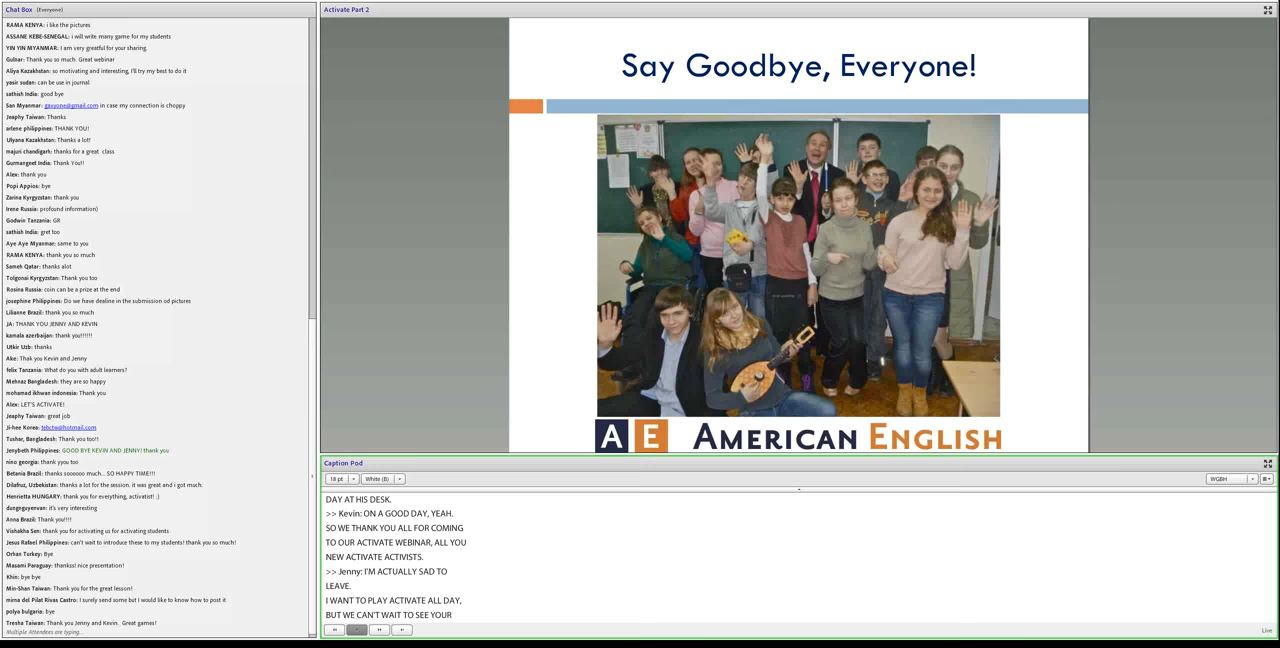 Chat Box (Everyone)
RAMA KENYA: i like the pictures
ASSANE KEBE-SENEGAL: i will write many game for my students
YIN YIN MYANMAR: I am very greatful for your sharing.
Gulnar: Thank you so much. Great webinar
Aliya Kazakhstan: so motivating and interesting, I'll try my best to do it
yasir sudan: can be use in journal
sathish India: good bye
San Myanmar: gaxyone@gmail.com in case my connection is choppy
Jeaphy Taiwan: Thanks
arlene philippines: THANK YOU!
Ulyana Kazakhstan: Thanks a lot!
majuri chandigarh: thanks for a great class
Gurmangeet India: Thank You!!
Alex: thank you
Popi Appios: bye
Zarina Kyrgyzstan: thank you
Irene Russia: profound information)
Godwin Tanzania: GR
sathish India: gret too
Aye Aye Myanmar: same to you
RAMA KENYA: thank you so much
Sameh Qatar: thanks alot
Tolgonai Kyrgyzstan: Thank you too
Rosina Russia: coin can be a prize at the end
josephine Philippines: Do we have dealine in the submission od pictures
Lilianne Brazil: thank you so much
JA: THANK YOU JENNY AND KEVIN
kamala azerbaijan: thank you!!!!!!
Utkir Uzb: thanks
Ake: Thak you Kevin and Jenny
felix Tanzania: What do you with adult learners?
Mehnaz Bangladesh: they are so happy
mohamad ikhwan indonesia: Thank you
Alex: LET'S ACTIVATE!
Jeaphy Taiwan: great job
Ji-hee Korea: tebctw@hotmail.com
Tushar, Bangladesh: Thank you too!!
Jenybeth Philippines: GOOD BYE KEVIN AND JENNY! thank you
nino georgia: thank yyou too
Betania Brazil: thanks soooooo much... SO HAPPY TIME!!!
Dilafruz, Uzbekistan: thanks a lot for the session. it was great and i got much.
Henrietta HUNGARY: thank you for everything, activatist! :)
dungnguyenvan: it's very interesting
Anna Brazil: Thank you!!!!
Vishakha Sen: thank you for activating us for activating students
Jesus Rafael Philippines: can't wait to introduce these to my students! thank you so much!
Orhan Turkey: Bye
Masami Paraguay: thankss! nice presentation!
Khin: bye bye
Min-Shan Taiwan: Thank you for the great lesson!
mirna del Pilat Rivas Castro: I surely send some but I would like to know how to post it
polya bulgaria: bye
Tresha Taiwan: Thank you Jenny and Kevin. Great games!
Multiple Attendees are typing...
Activate Part 2
Say Goodbye, Everyone!
AE AMERICAN ENGLISH
Caption Pod
18 pt White (B) WGBH
DAY AT HIS DESK.
>> Kevin: ON A GOOD DAY, YEAH.
SO WE THANK YOU ALL FOR COMING
TO OUR ACTIVATE WEBINAR, ALL YOU
NEW ACTIVATE ACTIVISTS.
>> Jenny: I'M ACTUALLY SAD TO
LEAVE.
I WANT TO PLAY ACTIVATE ALL DAY,
BUT WE CAN'T WAIT TO SEE YOUR
Live